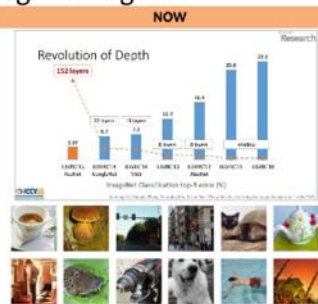 NOW
Research
Revolution of Depth
152 layers
22 layers
19 layers
8 layers
8 layers
shallow
3.57
6.7
7.3
11.7
16.4
25.8
28.2
ILSVRC'15
ResNet
ILSVRC'14
GoogleNet
ILSVRC'14
VGG
ILSVRC'13
ILSVRC'12
AlexNet
ILSVRC'11
ILSVRC'10
ImageNet Classification top-5 error (%)
ICCV15